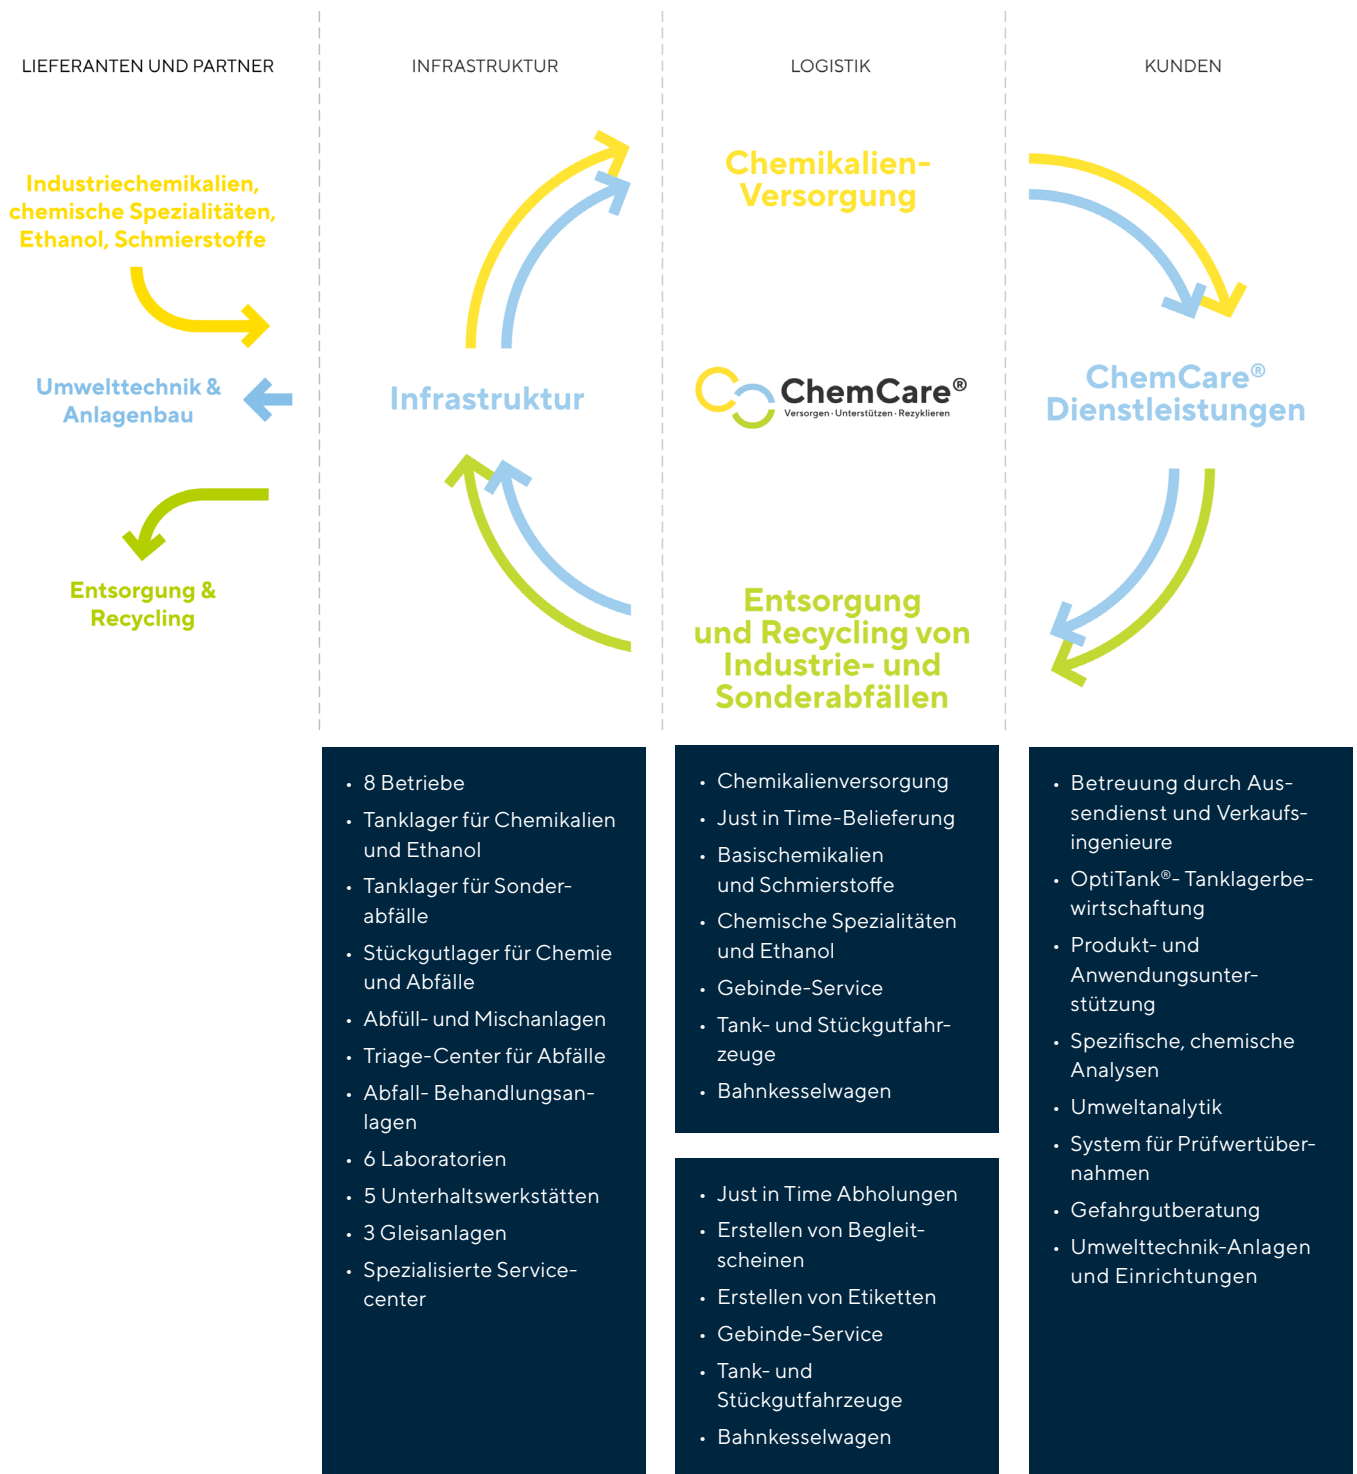 LIEFERANTEN UND PARTNER
INFRASTRUKTUR
LOGISTIK
KUNDEN
Industriechemikalien,
chemische Spezialitäten,
Ethanol, Schmierstoffe
Umwelttechnik &
Anlagenbau
Entsorgung &
Recycling
Infrastruktur
Chemikalien-
Versorgung
ChemCare®
Versorgen · Unterstützen · Rezyklieren
Entsorgung
und Recycling von
Industrie- und
Sonderabfällen
ChemCare®
Dienstleistungen
• 8 Betriebe
• Tanklager für Chemikalien
und Ethanol
• Tanklager für Sonder-
abfälle
• Stückgutlager für Chemie
und Abfälle
• Abfüll- und Mischanlagen
• Triage-Center für Abfälle
• Abfall- Behandlungsan-
lagen
• 6 Laboratorien
• 5 Unterhaltswerkstätten
• 3 Gleisanlagen
• Spezialisierte Service-
center
• Chemikalienversorgung
• Just in Time-Belieferung
• Basischemikalien
und Schmierstoffe
• Chemische Spezialitäten
und Ethanol
• Gebinde-Service
• Tank- und Stückgutfahr-
zeuge
• Bahnkesselwagen
• Just in Time Abholungen
• Erstellen von Begleit-
scheinen
• Erstellen von Etiketten
• Gebinde-Service
• Tank- und
Stückgutfahrzeuge
• Bahnkesselwagen
• Betreuung durch Aus-
sendienst und Verkaufs-
ingenieure
• OptiTank®- Tanklagerbe-
wirtschaftung
• Produkt- und
Anwendungsunter-
stützung
• Spezifische, chemische
Analysen
• Umweltanalytik
• System für Prüfwertüber-
nahmen
• Gefahrgutberatung
• Umwelttechnik-Anlagen
und Einrichtungen